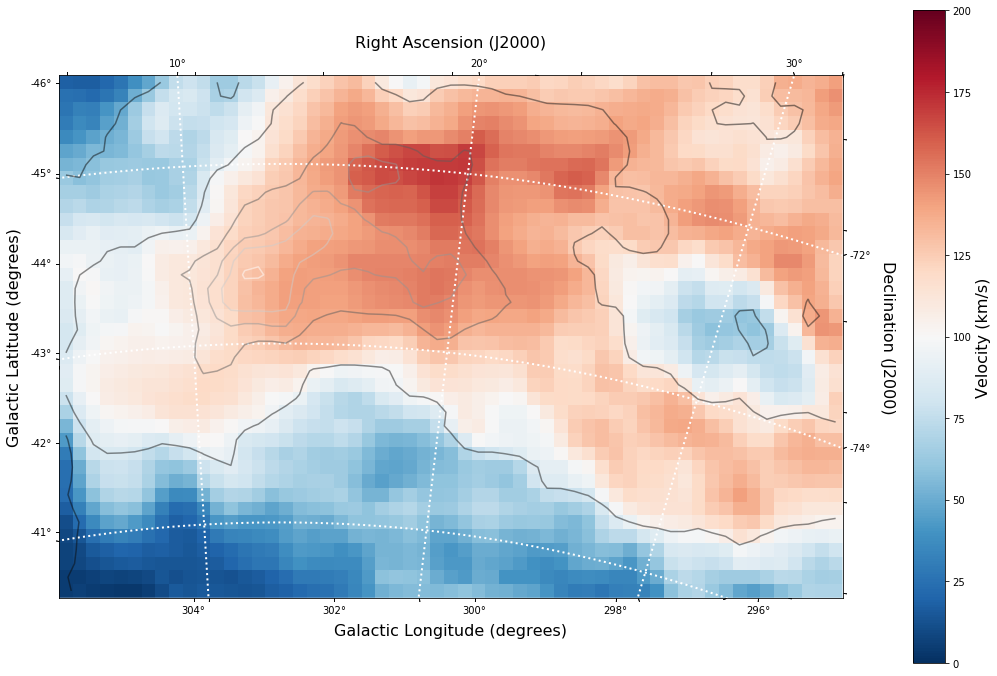 Right Ascension (J2000)
10° 20° 30°
-46°
-45°
-44°
-43°
-42°
-41°
Galactic Latitude (degrees)
304° 302° 300° 298° 296°
Galactic Longitude (degrees)
-72°
-74°
Declination (J2000)
200
175
150
125
100
75
50
25
0
Velocity (km/s)